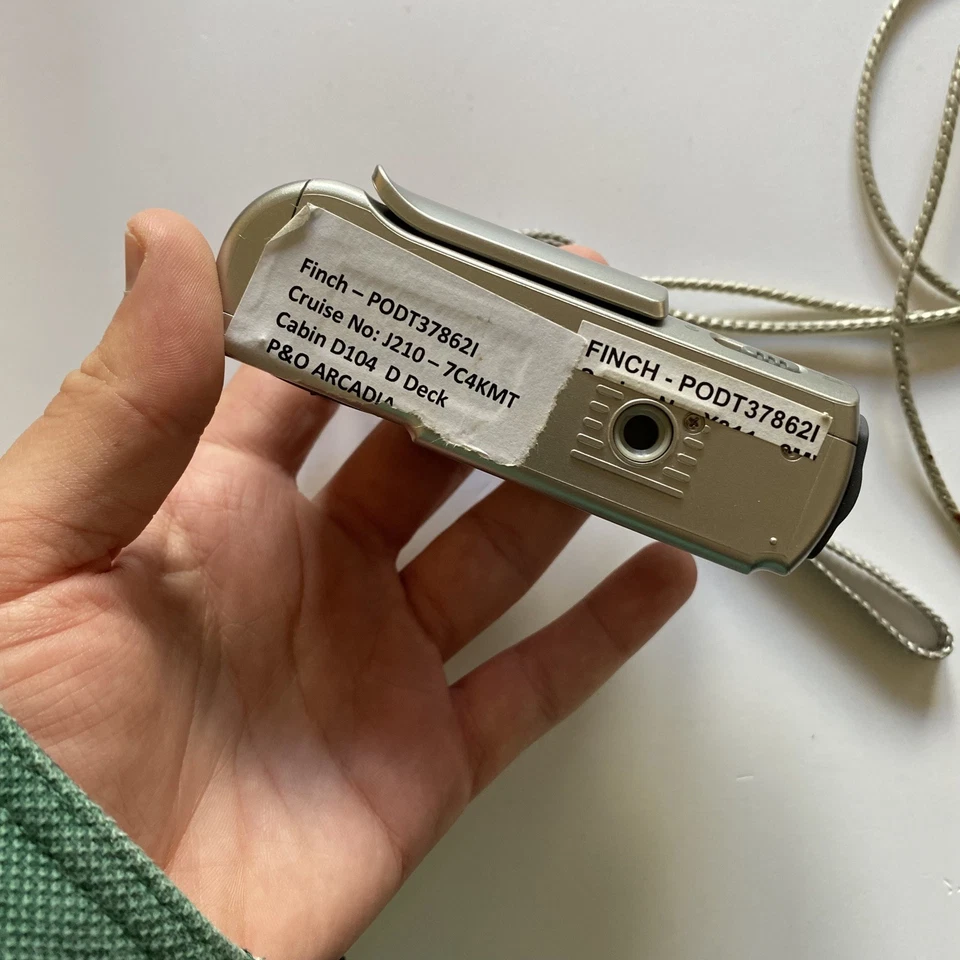 Finch – PODT37862I
Cruise No: J210 – 7C4KMT
Cabin D104 D Deck
P&O ARCADIA
FINCH - PODT37862I